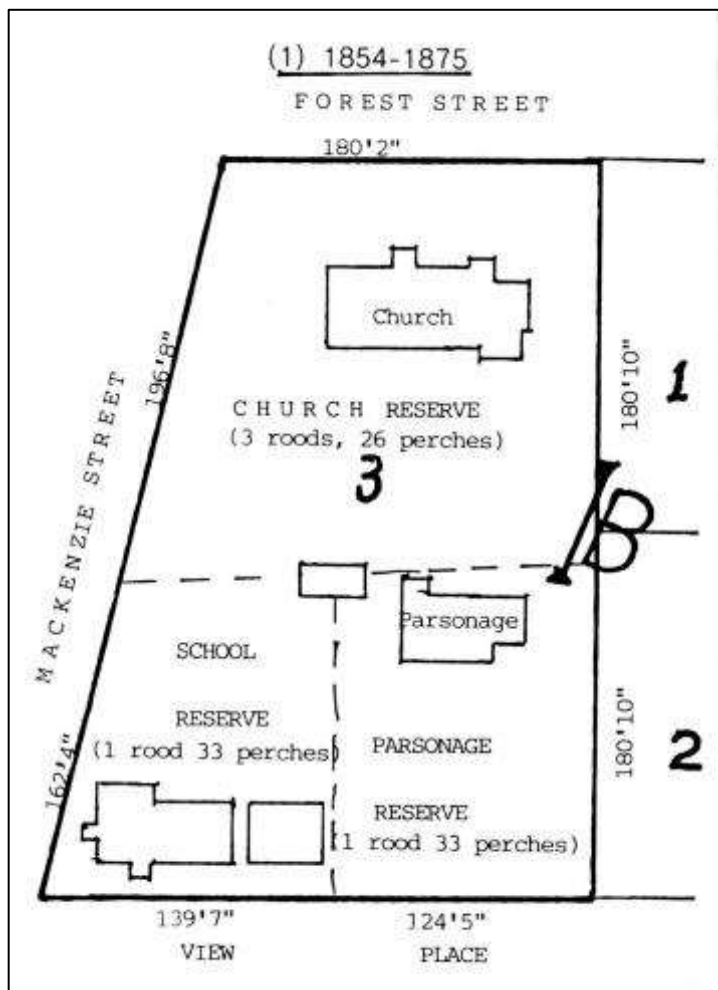 (1) 1854-1875
FOREST STREET
180'2"
Church
196'8"
180'10"
1
CHURCH RESERVE
(3 roods, 26 perches)
3
MACKENZIE STREET
B
Parsonage
SCHOOL
RESERVE
(1 rood 33 perches)
PARSONAGE
180'10"
2
162'4"
RESERVE
(1 rood 33 perches)
139'7"
124'5"
VIEW
PLACE